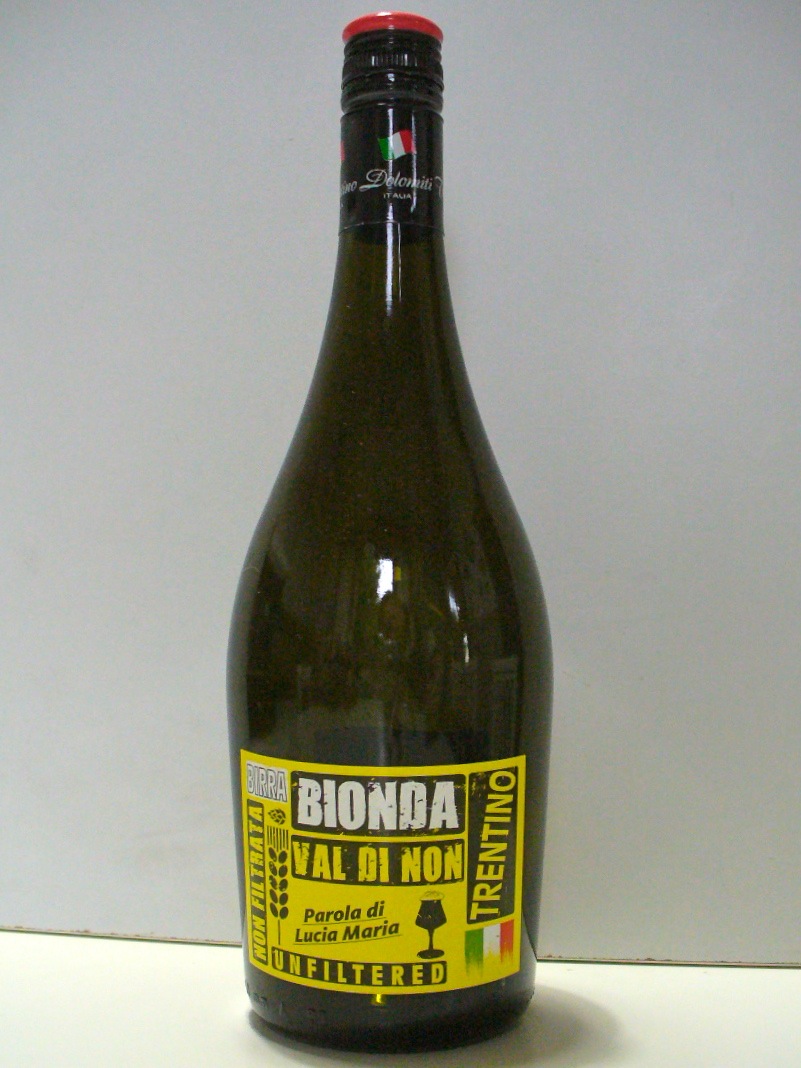 Dolomiti
ITALIA
BIRRA
BIONDA
TRENTINO
NON FILTRATA
VAL DI NON
Parola di
Lucia Maria
UNFILTERED